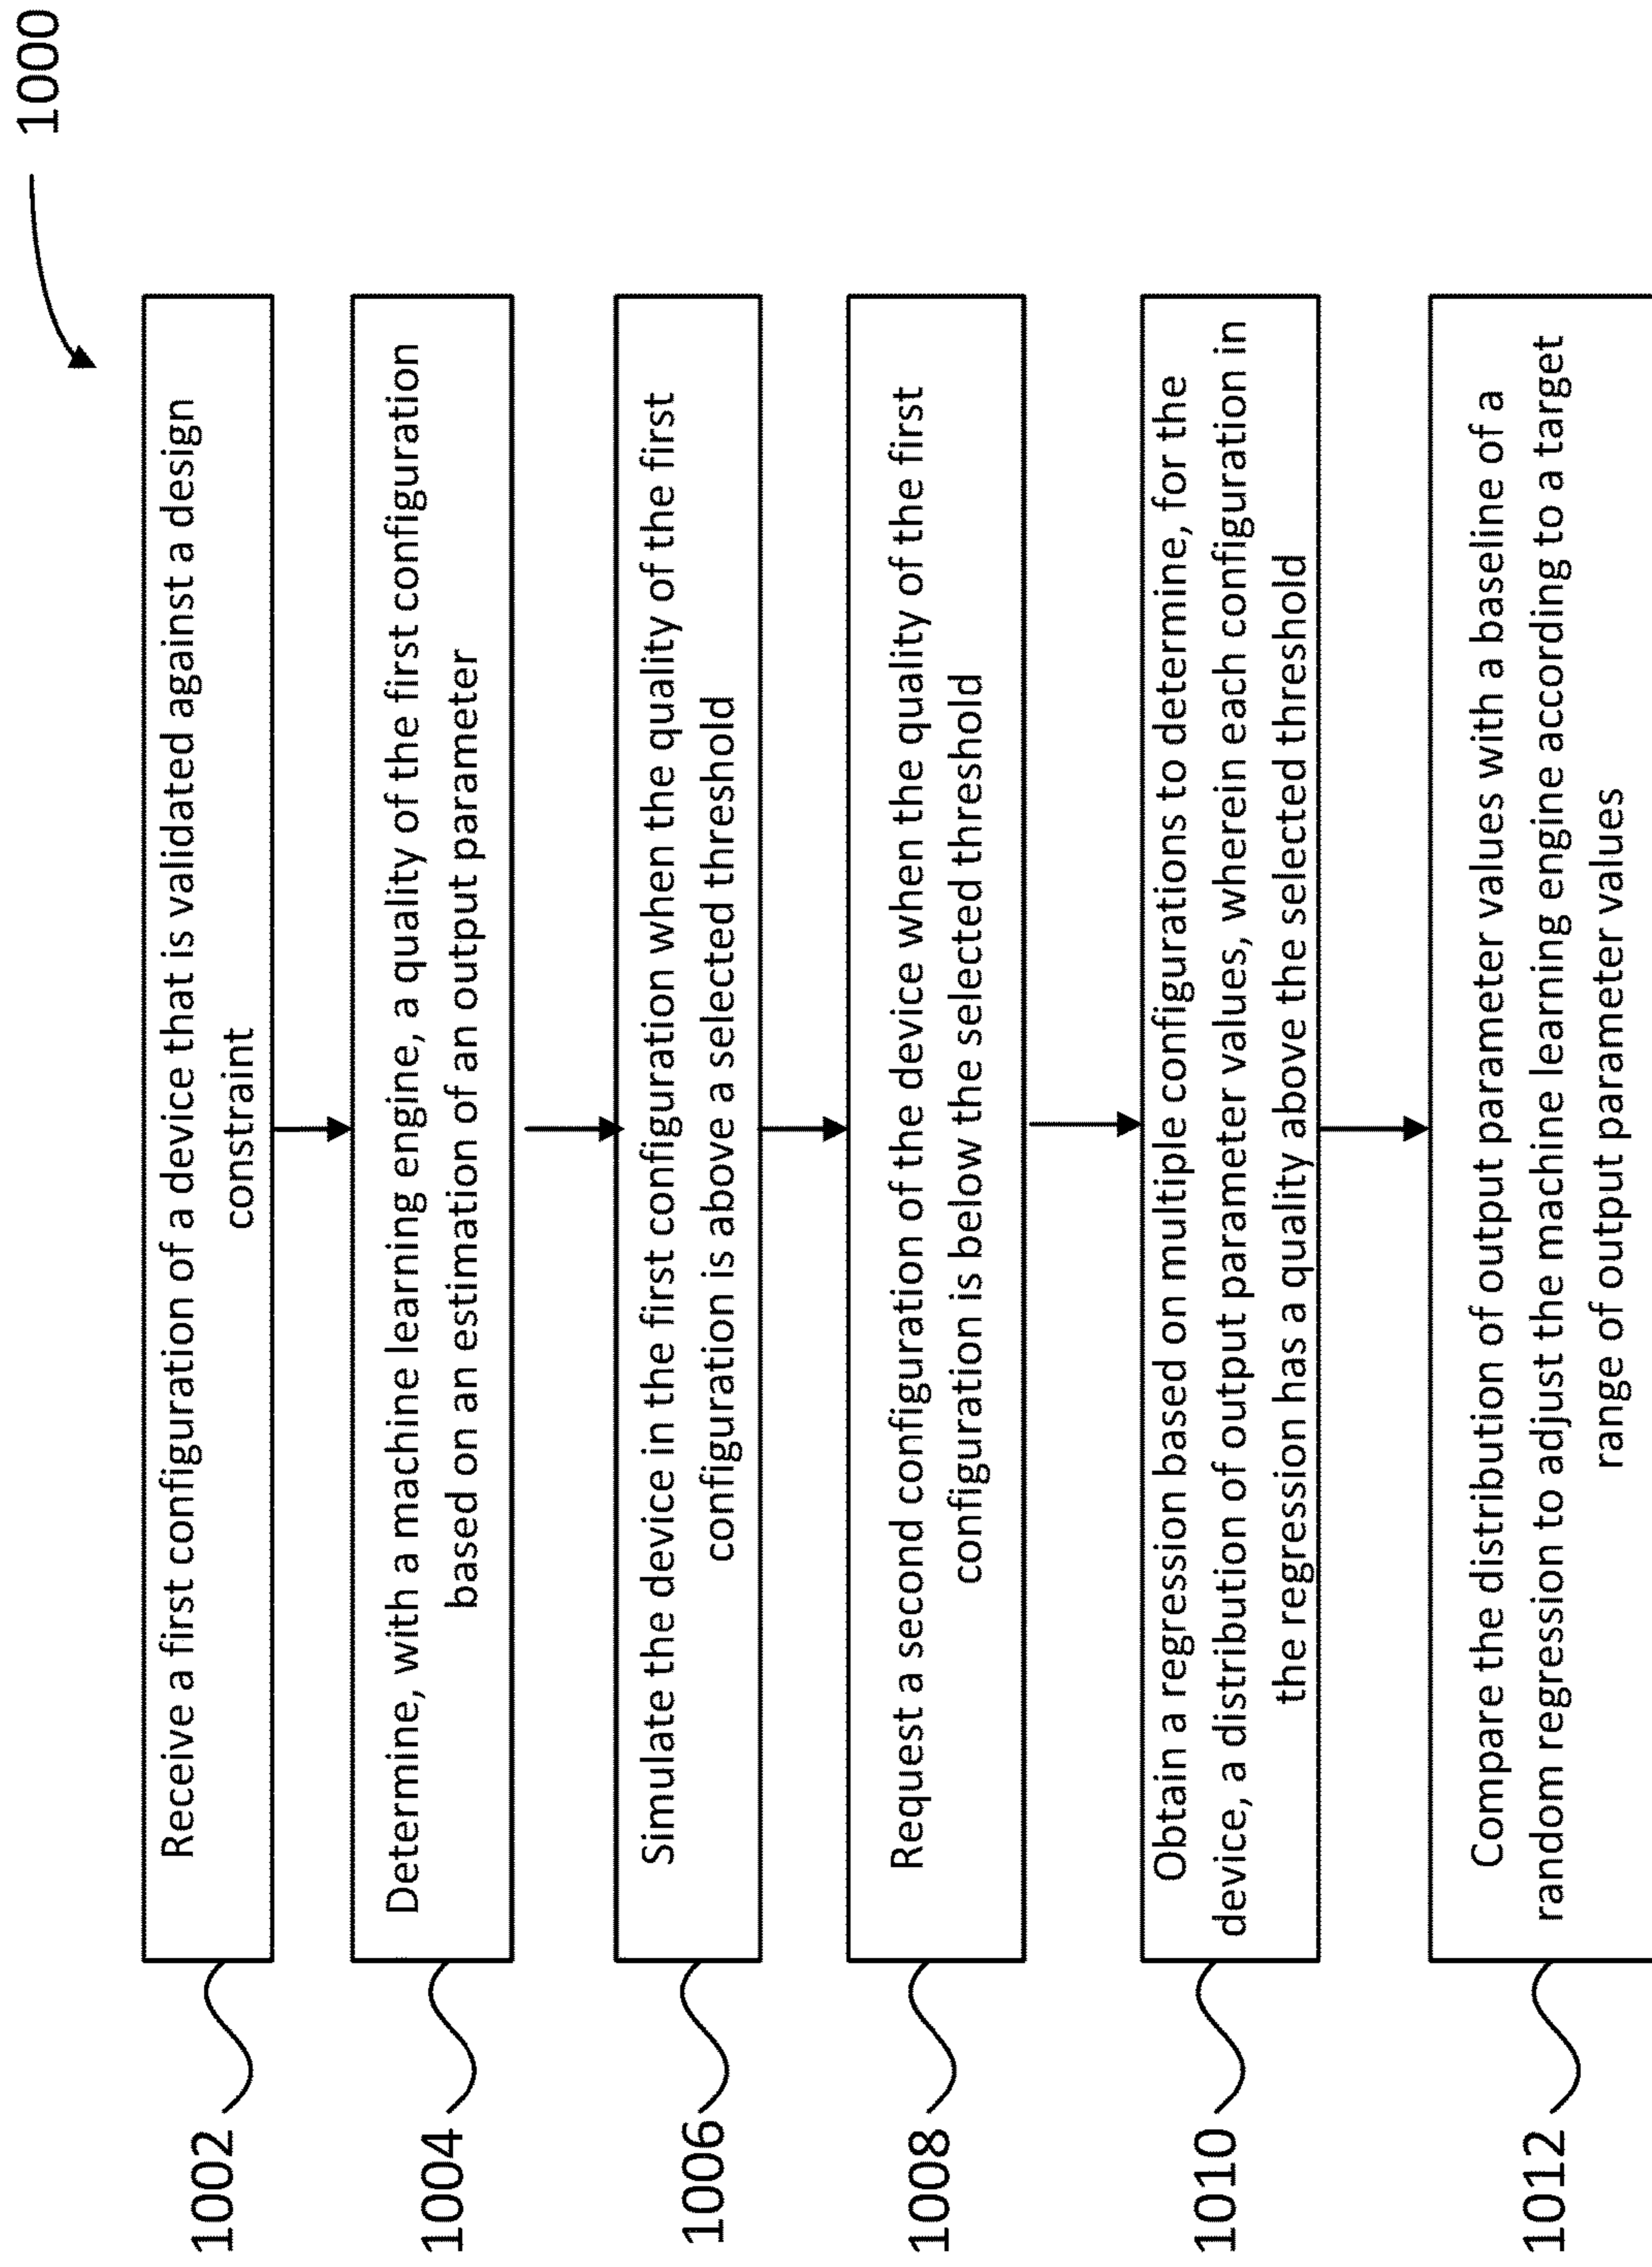 1000
1002
Receive a first configuration of a device that is validated against a design
constraint
1004
Determine, with a machine learning engine, a quality of the first configuration
based on an estimation of an output parameter
1006
Simulate the device in the first configuration when the quality of the first
configuration is above a selected threshold
1008
Request a second configuration of the device when the quality of the first
configuration is below the selected threshold
1010
Obtain a regression based on multiple configurations to determine, for the
device, a distribution of output parameter values, wherein each configuration in
the regression has a quality above the selected threshold
1012
Compare the distribution of output parameter values with a baseline of a
random regression to adjust the machine learning engine according to a target
range of output parameter values